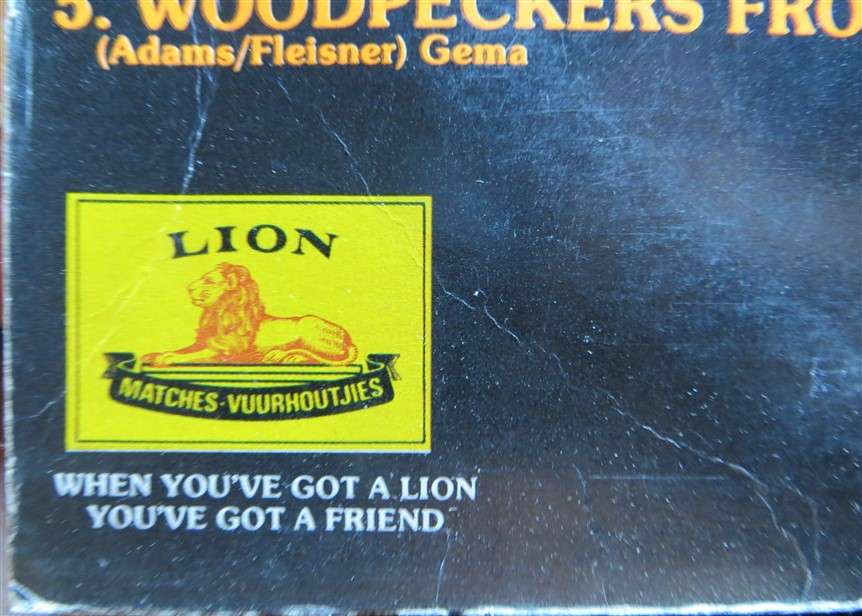 5. WOODPECKERS FRO
(Adams/Fleisner) Gema
LION
MATCHES-VUURHOUTJIES
WHEN YOU'VE GOT A LION
YOU'VE GOT A FRIEND